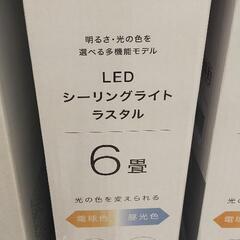 明るさ・光の色を
選べる多機能モデル
LED
シーリングライト
ラスタル
6畳
光の色を変えられる
電球色 昼光色
電球